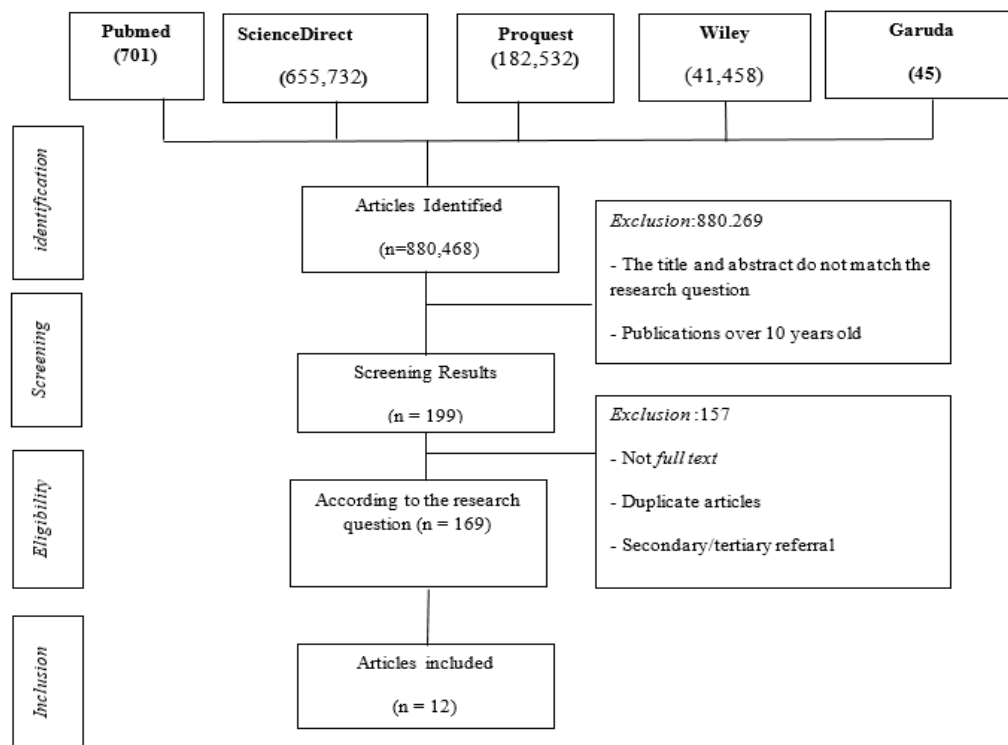 Pubmed
(701)
ScienceDirect
(655,732)
Proquest
(182,532)
Wiley
(41,458)
Garuda
(45)
identification
Articles Identified
(n=880,468)
Exclusion:880.269
- The title and abstract do not match the
research question
- Publications over 10 years old
Screening
Screening Results
(n = 199)
Exclusion :157
- Not full text
- Duplicate articles
- Secondary/tertiary referral
Eligibility
According to the research
question (n = 169)
Inclusion
Articles included
(n = 12)